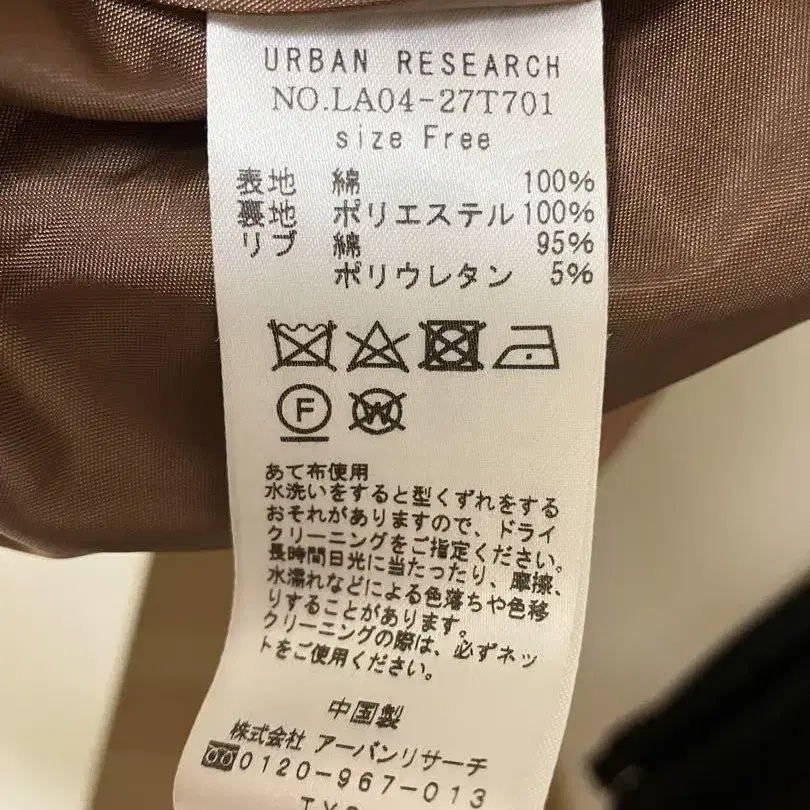 URBAN RESEARCH
NO.LA04-27T701
size Free
表地 綿 100%
裏地 ポリエステル 100%
リブ 綿 95%
ポリウレタン 5%
F
W
あて布使用
水洗いをすると型くずれをする
おそれがありますので、ドライ
クリーニングをご指定ください。
長時間日光に当たったり、摩擦、
水濡れなどによる色落ちや色移
りすることがあります。
クリーニングの際は、必ずネッ
トをご使用ください。
中国製
株式会社 アーバンリサーチ
0120-967-013